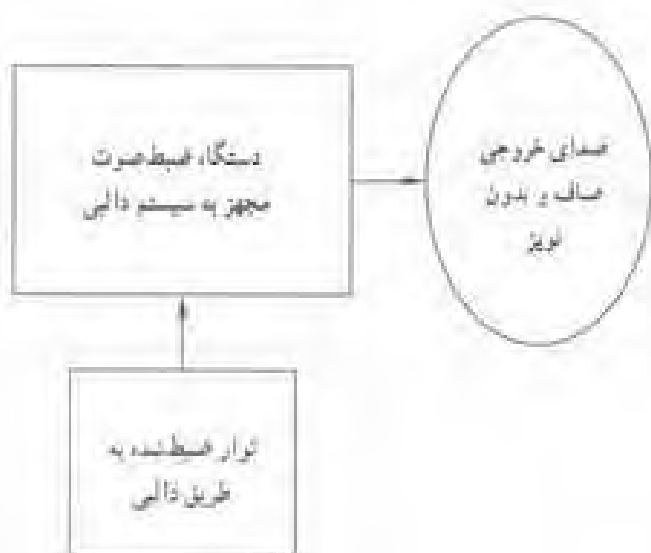 دستگاه ضبط‌صوت
مجهز به سیستم دالبی
صدای خروجی
صاف و بدون
نویز
نوار ضبط‌شده به
طریق دالبی